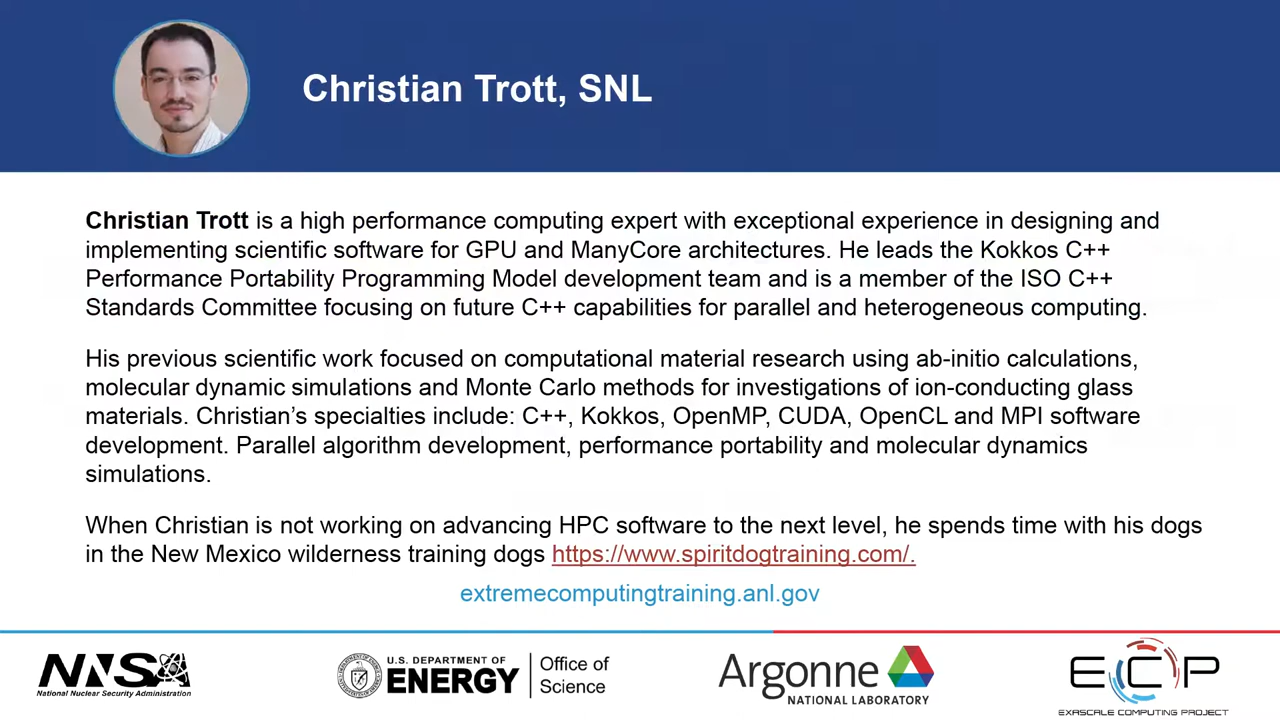 Christian Trott, SNL
Christian Trott is a high performance computing expert with exceptional experience in designing and
implementing scientific software for GPU and ManyCore architectures. He leads the Kokkos C++
Performance Portability Programming Model development team and is a member of the ISO C++
Standards Committee focusing on future C++ capabilities for parallel and heterogeneous computing.
His previous scientific work focused on computational material research using ab-initio calculations,
molecular dynamic simulations and Monte Carlo methods for investigations of ion-conducting glass
materials. Christian’s specialties include: C++, Kokkos, OpenMP, CUDA, OpenCL and MPI software
development. Parallel algorithm development, performance portability and molecular dynamics
simulations.
When Christian is not working on advancing HPC software to the next level, he spends time with his dogs
in the New Mexico wilderness training dogs https://www.spiritdogtraining.com/.
extremecomputingtraining.anl.gov
NNSA
National Nuclear Security Administration
U.S. DEPARTMENT OF
ENERGY
Office of
Science
Argonne
NATIONAL LABORATORY
ECP
EXASCALE COMPUTING PROJECT